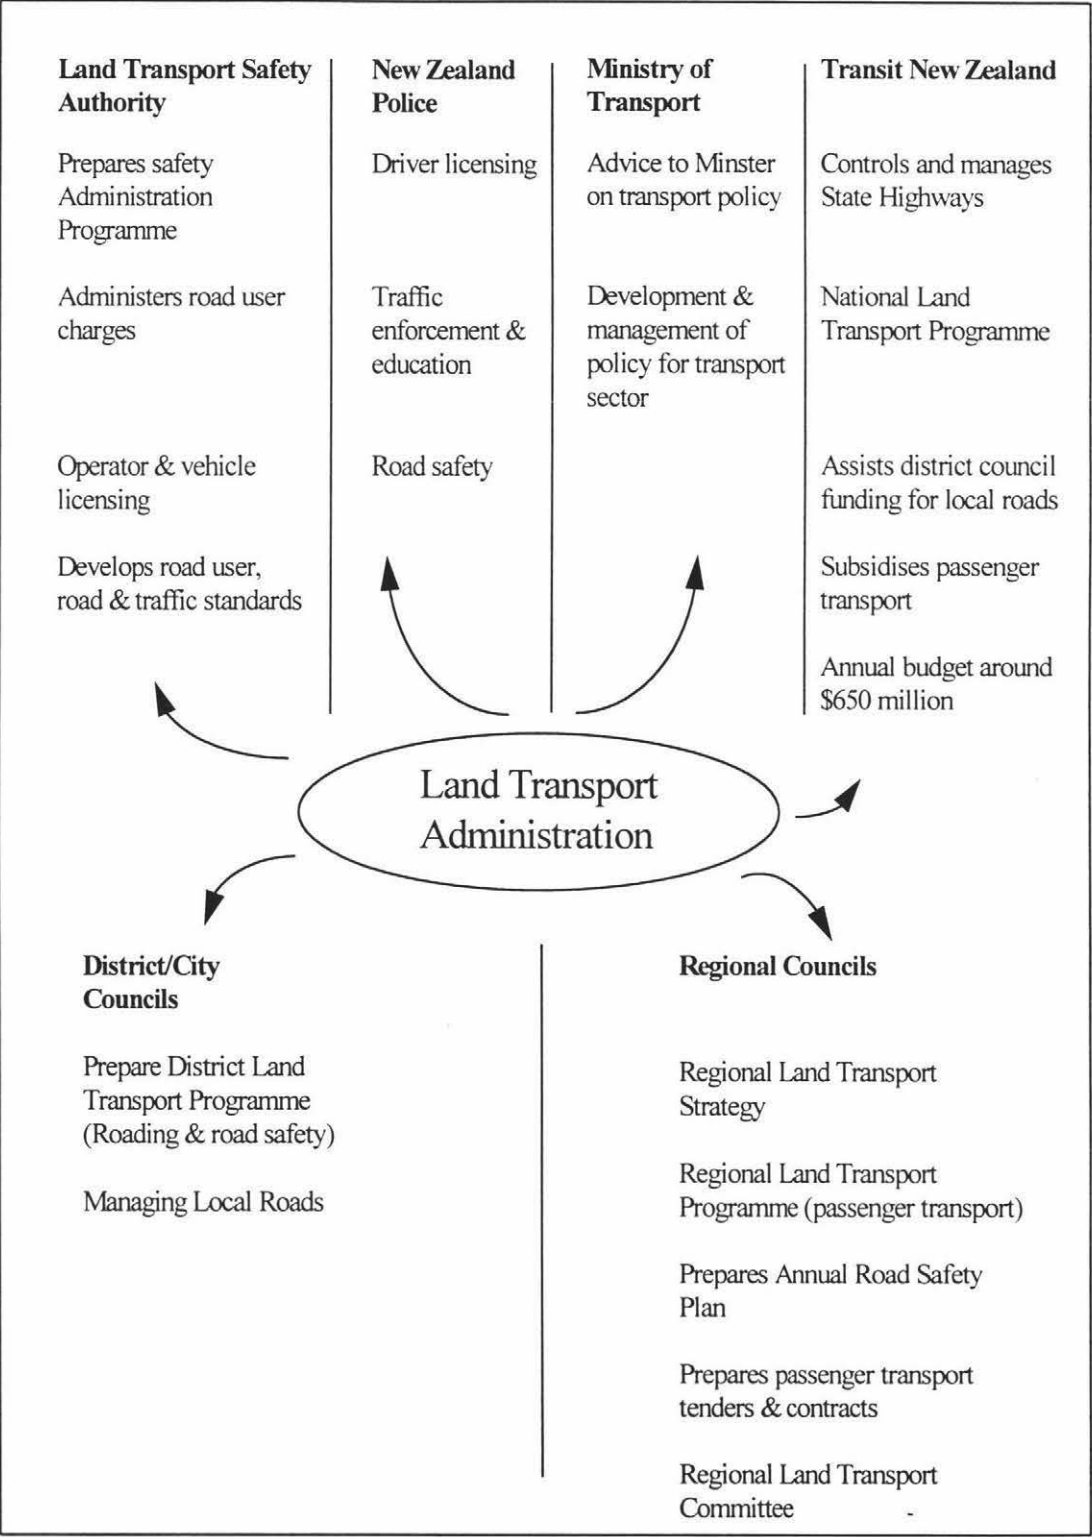 Land Transport Safety
Authority
Prepares safety
Administration
Programme
Administers road user
charges
Operator & vehicle
licensing
Develops road user,
road & traffic standards
New Zealand
Police
Driver licensing
Traffic
enforcement &
education
Road safety
Ministry of
Transport
Advice to Minster
on transport policy
Development &
management of
policy for transport
sector
Transit New Zealand
Controls and manages
State Highways
National Land
Transport Programme
Assists district council
funding for local roads
Subsidises passenger
transport
Annual budget around
$650 million
Land Transport
Administration
District/City
Councils
Prepare District Land
Transport Programme
(Roading & road safety)
Managing Local Roads
Regional Councils
Regional Land Transport
Strategy
Regional Land Transport
Programme (passenger transport)
Prepares Annual Road Safety
Plan
Prepares passenger transport
tenders & contracts
Regional Land Transport
Committee